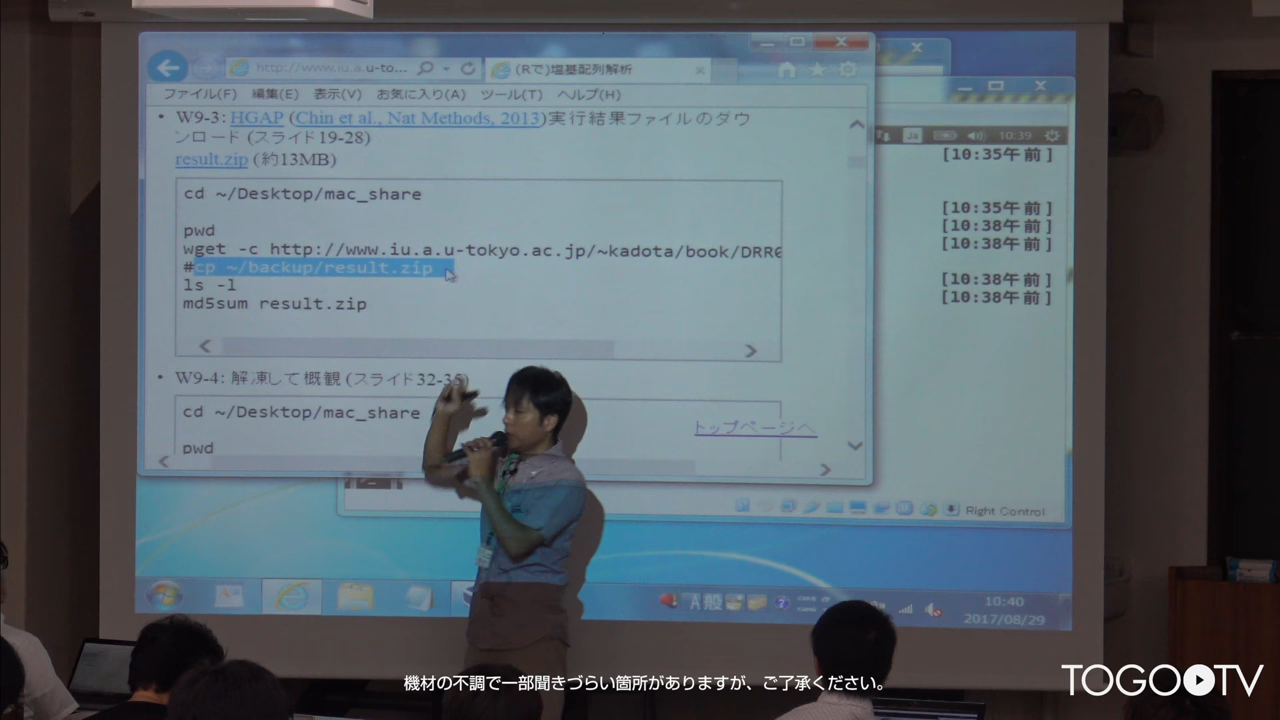 http://www.iu.a.u-to...
(Rで)塩基配列解析
ファイル(F) 編集(E) 表示(V) お気に入り(A) ツール(T) ヘルプ(H)
• W9-3: HGAP (Chin et al., Nat Methods, 2013)実行結果ファイルのダウ
ンロード (スライド19-28)
result.zip (約13MB)
cd ~/Desktop/mac_share
pwd
wget -c http://www.iu.a.u-tokyo.ac.jp/~kadota/book/DRR0
#cp ~/backup/result.zip
ls -l
md5sum result.zip
• W9-4: 解凍して概観 (スライド32-3
cd ~/Desktop/mac_share
pwd
トップページへ
Ja
10:39
[10:35午前]
[10:35午前]
[10:38午前]
[10:38午前]
[10:38午前]
[10:38午前]
Right Control
A 般
10:40
2017/08/29
機材の不調で一部聞きづらい箇所がありますが、ご了承ください。
TOGO TV